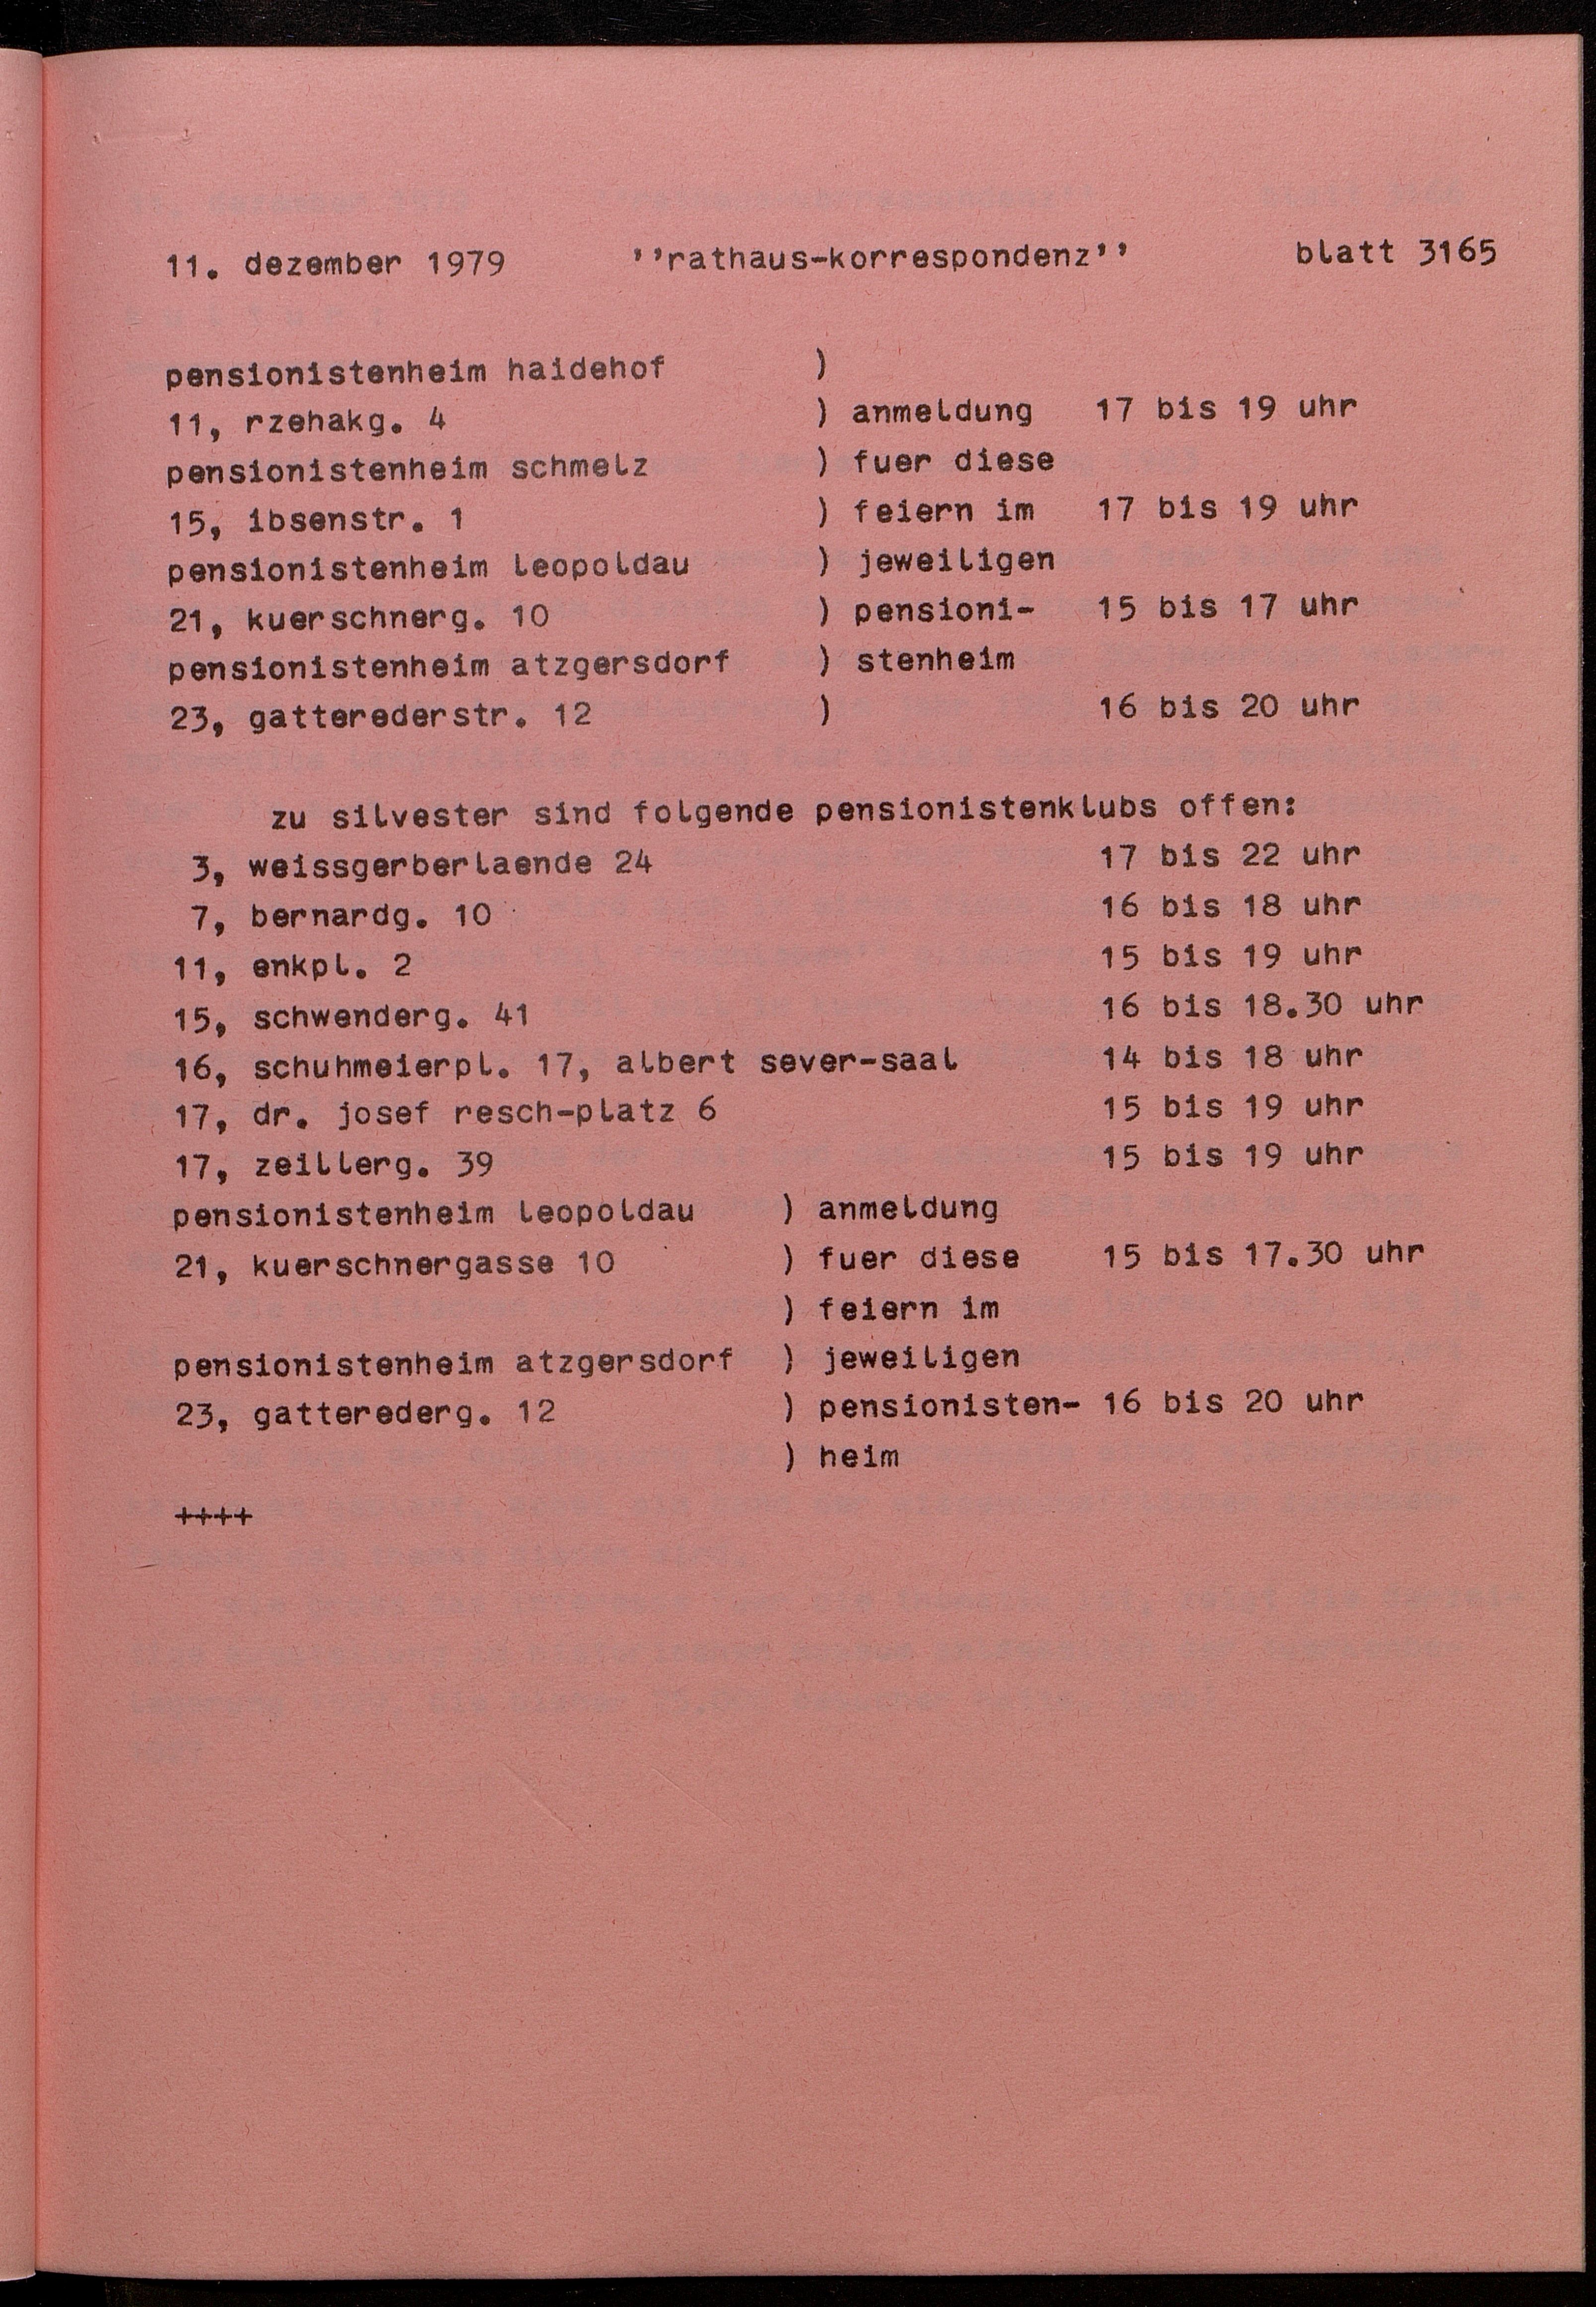 11. dezember 1979 ''rathaus-korrespondenz'' blatt 3165
pensionistenheim haidehof )
11, rzehakg. 4 ) anmeldung 17 bis 19 uhr
pensionistenheim schmelz ) fuer diese
15, ibsenstr. 1 ) feiern im 17 bis 19 uhr
pensionistenheim leopoldau ) jeweiligen
21, kuerschnerg. 10 ) pensioni- 15 bis 17 uhr
pensionistenheim atzgersdorf ) stenheim
23, gatterederstr. 12 ) 16 bis 20 uhr
zu silvester sind folgende pensionistenklubs offen:
3, weissgerberlaende 24 17 bis 22 uhr
7, bernardg. 10 16 bis 18 uhr
11, enkpl. 2 15 bis 19 uhr
15, schwenderg. 41 16 bis 18.30 uhr
16, schuhmeierpl. 17, albert sever-saal 14 bis 18 uhr
17, dr. josef resch-platz 6 15 bis 19 uhr
17, zeillerg. 39 15 bis 19 uhr
pensionistenheim leopoldau ) anmeldung
21, kuerschnergasse 10 ) fuer diese 15 bis 17.30 uhr
) feiern im
pensionistenheim atzgersdorf ) jeweiligen
23, gatterederg. 12 ) pensionisten- 16 bis 20 uhr
) heim
++++